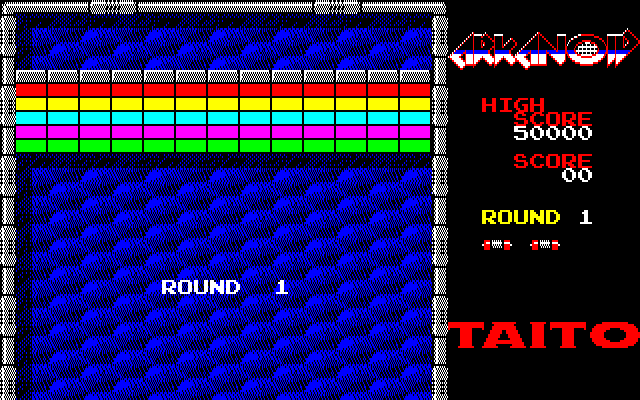 ARKANOID
HIGH
SCORE
50000
SCORE
00
ROUND 1
ROUND 1
TAITO